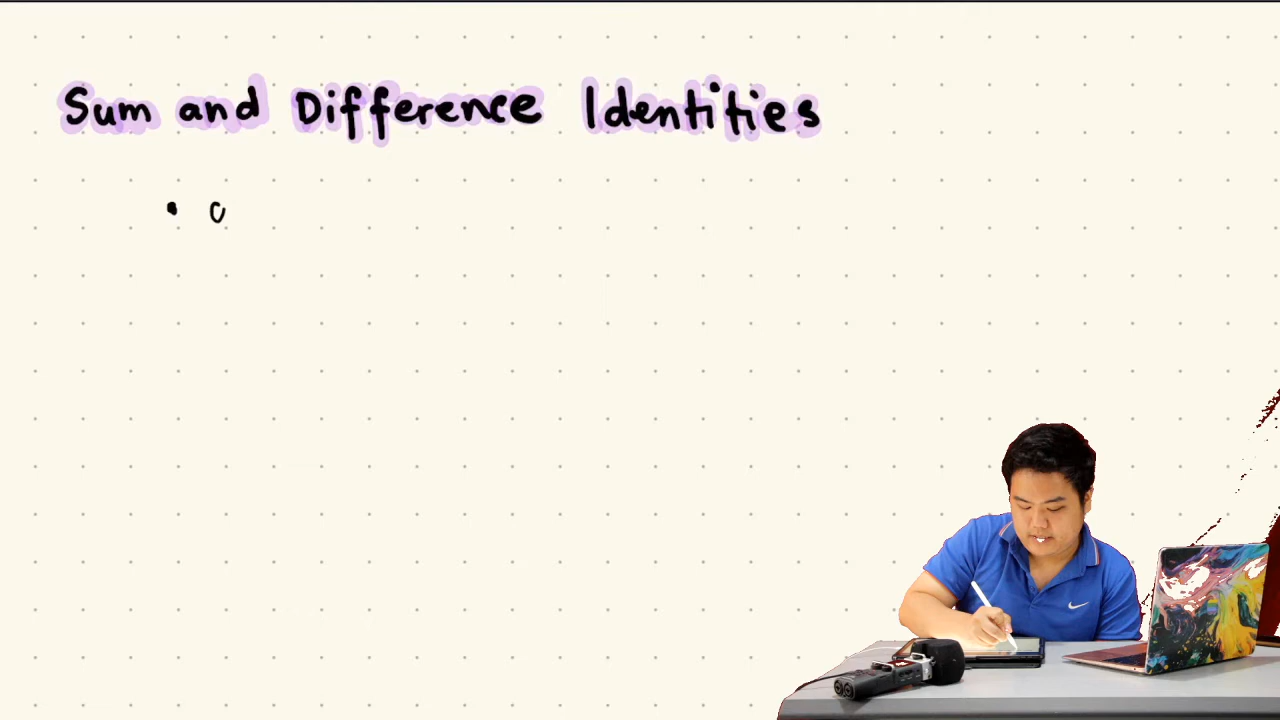 Sum and Difference Identities
• c